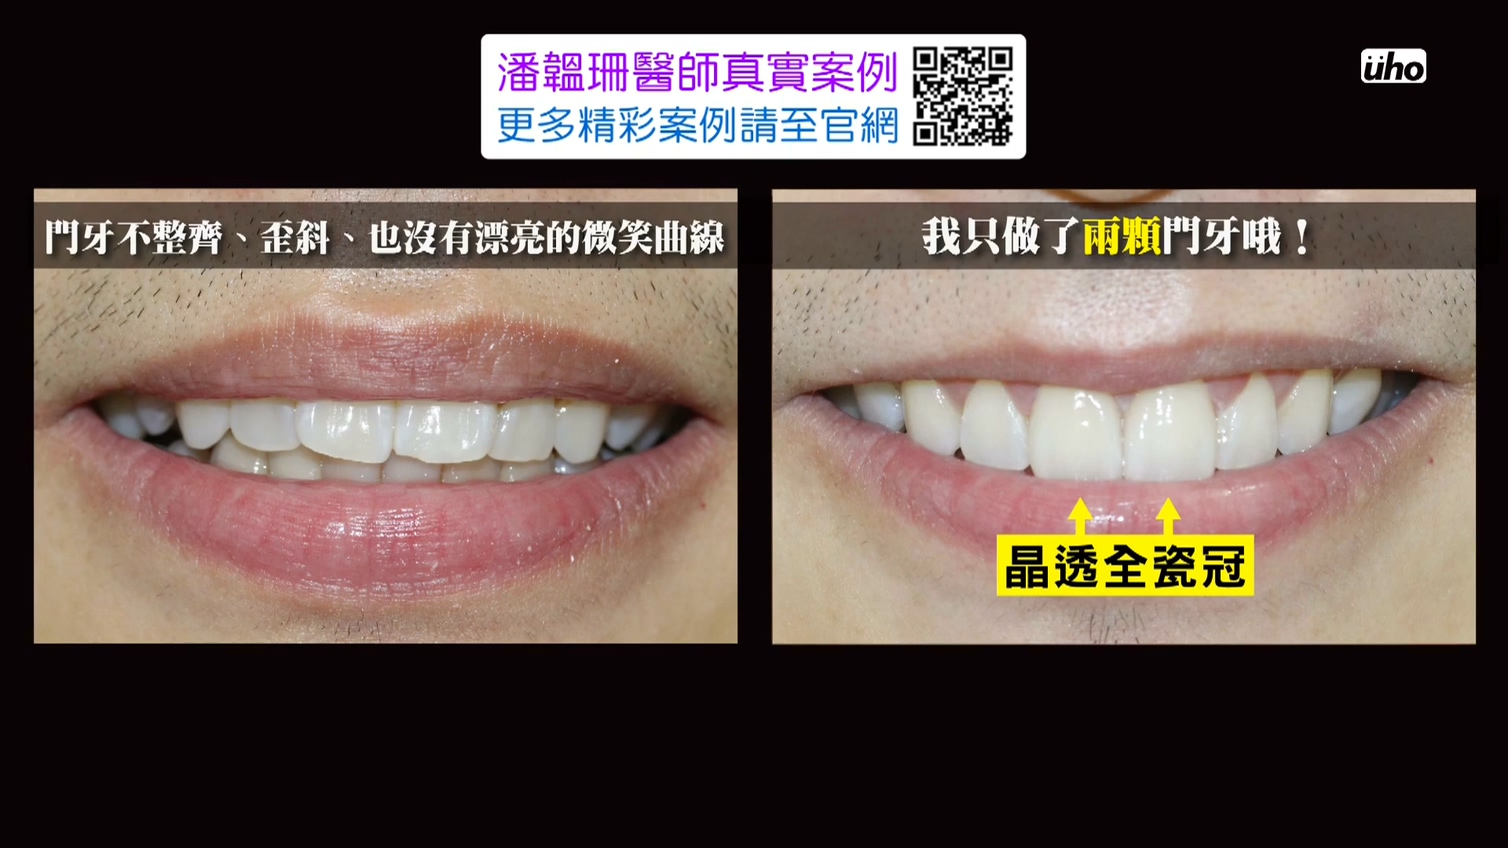 潘韞珊醫師真實案例
更多精彩案例請至官網
üho
門牙不整齊、歪斜、也沒有漂亮的微笑曲線
我只做了兩顆門牙哦！
晶透全瓷冠